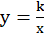 y = k/x